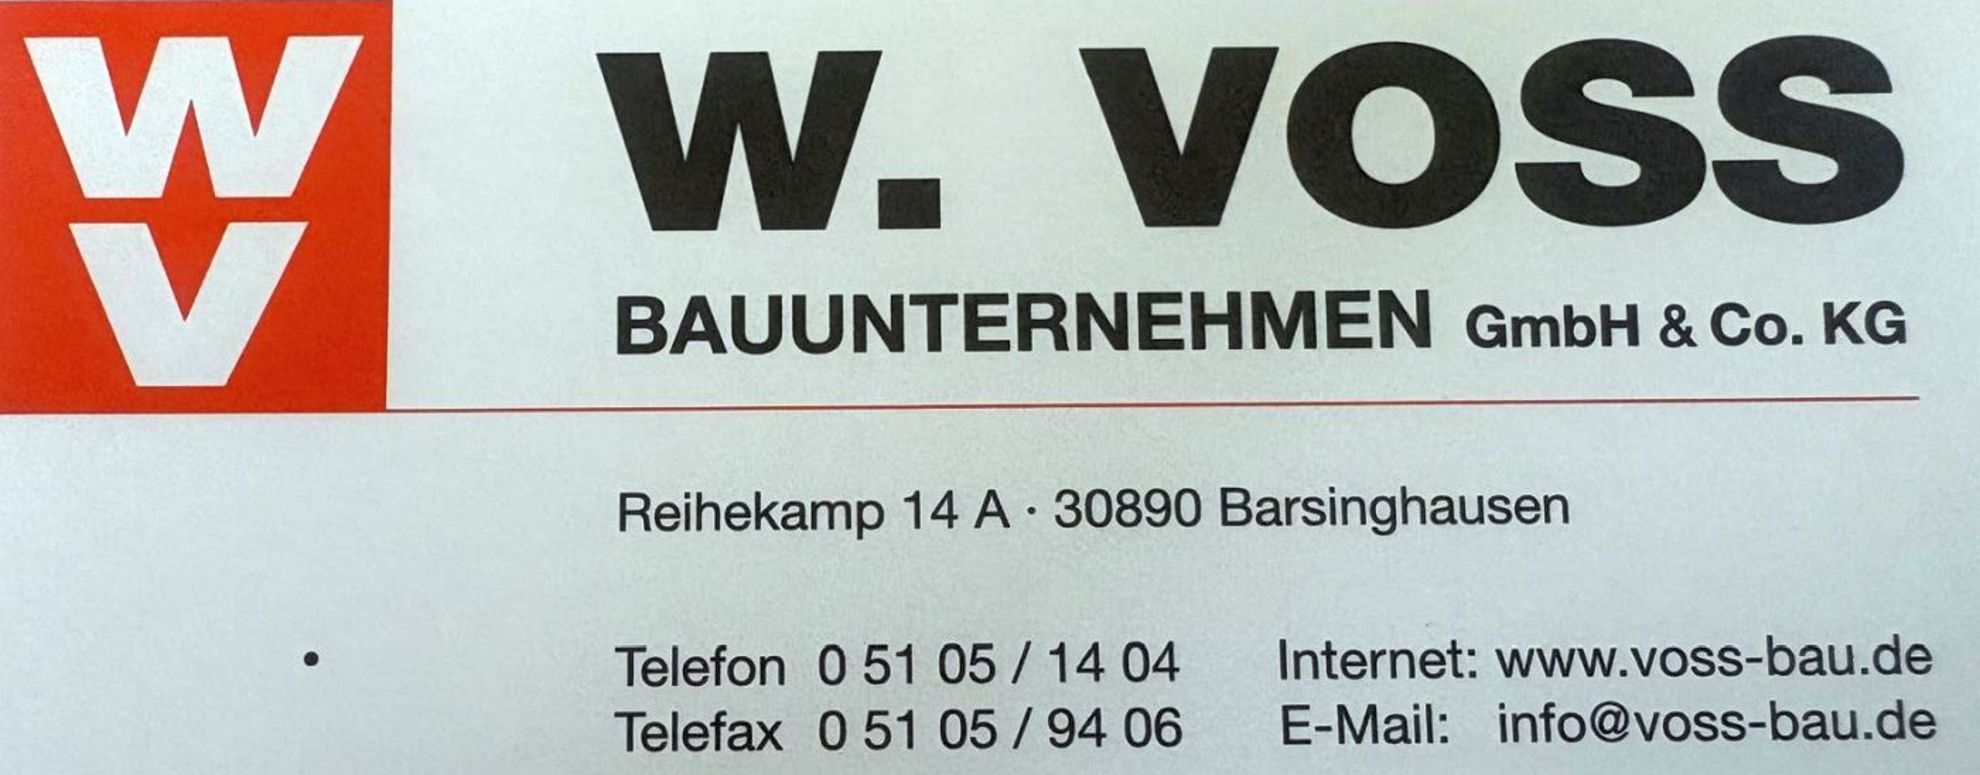 W
V
W. VOSS
BAUUNTERNEHMEN GmbH & Co. KG
Reihekamp 14 A · 30890 Barsinghausen
Telefon 0 51 05 / 14 04 Internet: www.voss-bau.de
Telefax 0 51 05 / 94 06 E-Mail: info@voss-bau.de